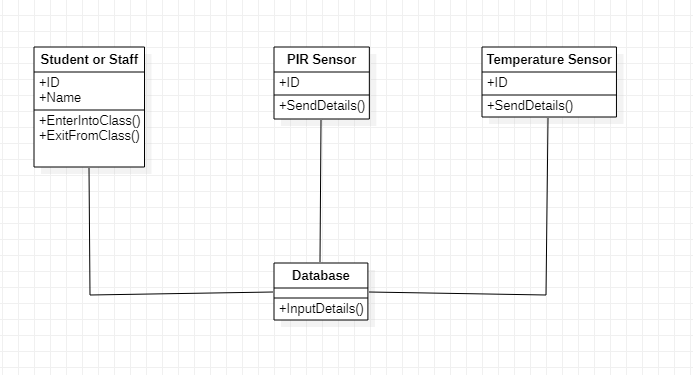 Student or Staff
+ID
+Name
+EnterIntoClass()
+ExitFromClass()
PIR Sensor
+ID
+SendDetails()
Temperature Sensor
+ID
+SendDetails()
Database
+InputDetails()